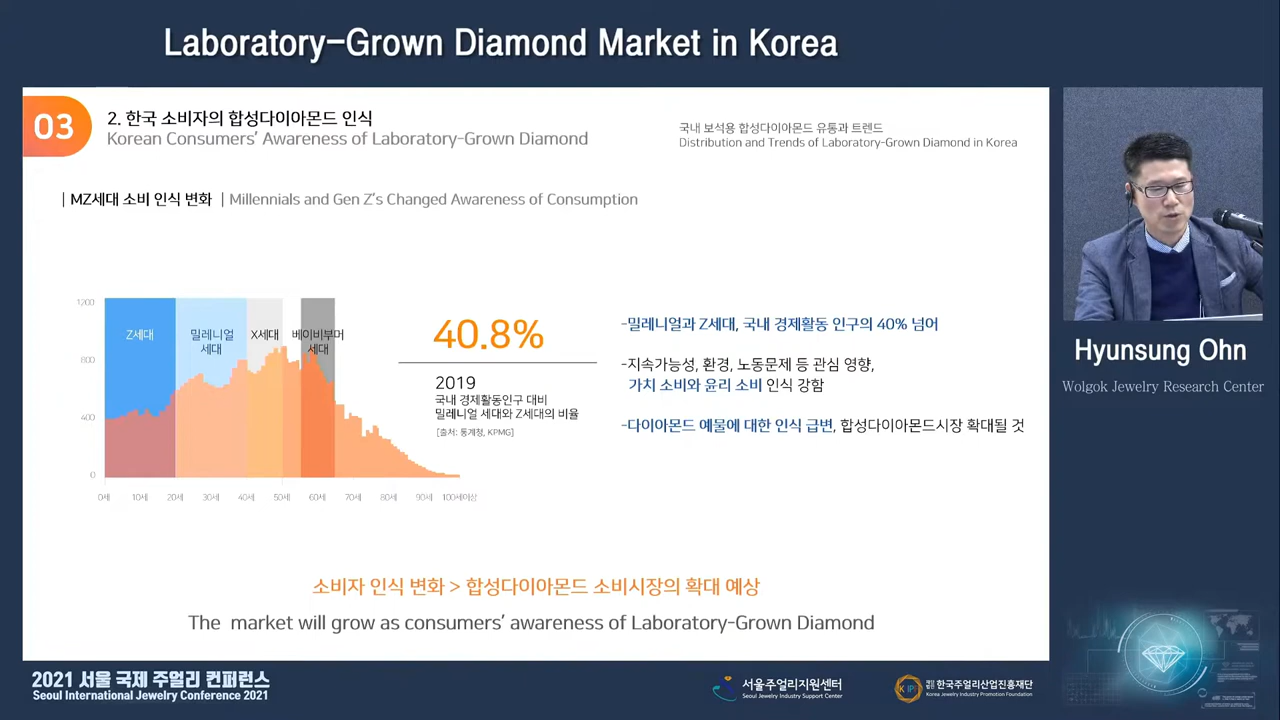 Laboratory-Grown Diamond Market in Korea
03
2. 한국 소비자의 합성다이아몬드 인식
Korean Consumers' Awareness of Laboratory-Grown Diamond
국내 보석용 합성다이아몬드 유통과 트렌드
Distribution and Trends of Laboratory-Grown Diamond in Korea
| MZ세대 소비 인식 변화 | Millennials and Gen Z's Changed Awareness of Consumption
1200
800
400
0
Z세대
밀레니얼
세대
X세대
베이비부머
세대
0세 10세 20세 30세 40세 50세 60세 70세 80세 90세 100세이상
40.8%
2019
국내 경제활동인구 대비
밀레니얼 세대와 Z세대의 비율
[출처: 통계청, KPMG]
-밀레니얼과 Z세대, 국내 경제활동 인구의 40% 넘어
-지속가능성, 환경, 노동문제 등 관심 영향,
가치 소비와 윤리 소비 인식 강함
-다이아몬드 예물에 대한 인식 급변, 합성다이아몬드시장 확대될 것
소비자 인식 변화 > 합성다이아몬드 소비시장의 확대 예상
The market will grow as consumers' awareness of Laboratory-Grown Diamond
Hyunsung Ohn
Wolgok Jewelry Research Center
2021 서울 국제 주얼리 컨퍼런스
Seoul International Jewelry Conference 2021
서울주얼리지원센터
Seoul Jewelry Industry Support Center
재단법인 한국주얼리산업진흥재단
Korea Jewelry Industry Promotion Foundation